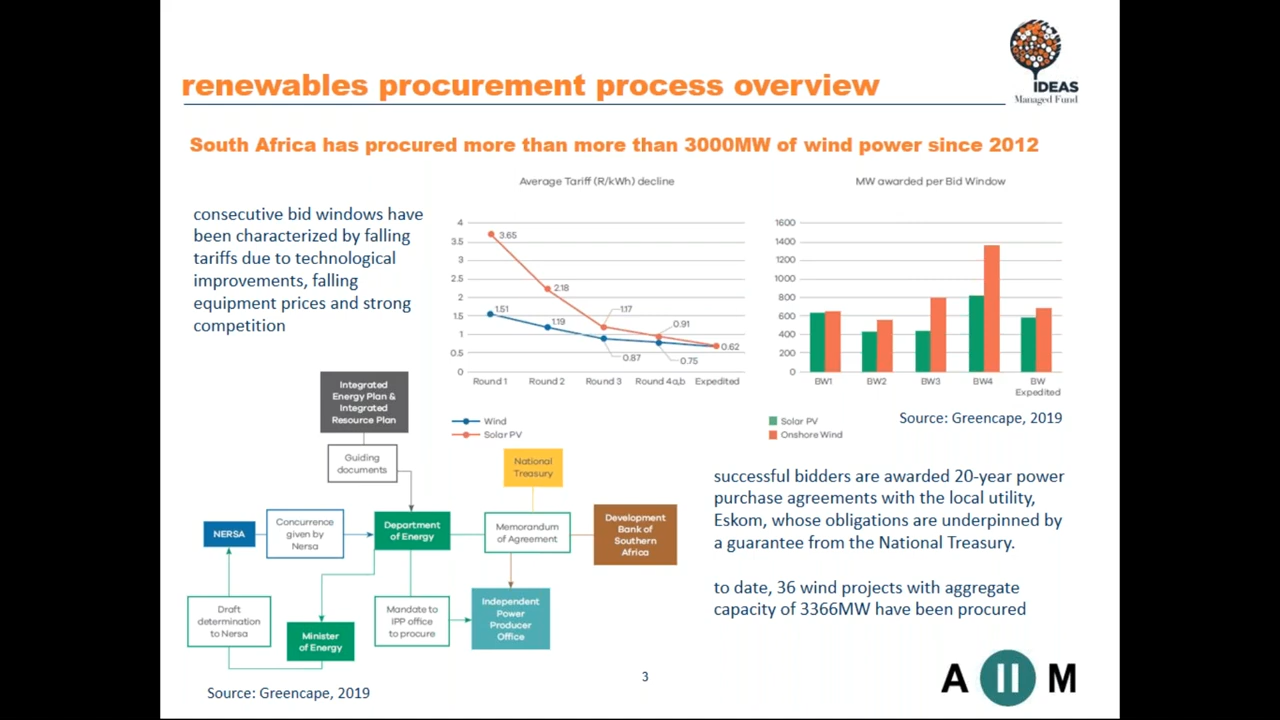 IDEAS
Managed Fund
renewables procurement process overview
South Africa has procured more than more than 3000MW of wind power since 2012
consecutive bid windows have
been characterized by falling
tariffs due to technological
improvements, falling
equipment prices and strong
competition
Average Tariff (R/kWh) decline
4
3.5
3
2.5
2
1.5
1
0.5
0
3.65
2.18
1.17
0.91
1.51
1.19
0.87
0.75
0.62
Round 1
Round 2
Round 3
Round 4a,b
Expedited
Wind
Solar PV
MW awarded per Bid Window
1600
1400
1200
1000
800
600
400
200
0
BW1
BW2
BW3
BW4
BW
Expedited
Solar PV
Onshore Wind
Source: Greencape, 2019
Integrated
Energy Plan &
Integrated
Resource Plan
Guiding
documents
National
Treasury
NERSA
Concurrence
given by
Nersa
Department
of Energy
Memorandum
of Agreement
Development
Bank of
Southern
Africa
Draft
determination
to Nersa
Minister
of Energy
Mandate to
IPP office
to procure
Independent
Power
Producer
Office
Source: Greencape, 2019
successful bidders are awarded 20-year power
purchase agreements with the local utility,
Eskom, whose obligations are underpinned by
a guarantee from the National Treasury.
to date, 36 wind projects with aggregate
capacity of 3366MW have been procured
3
A II M